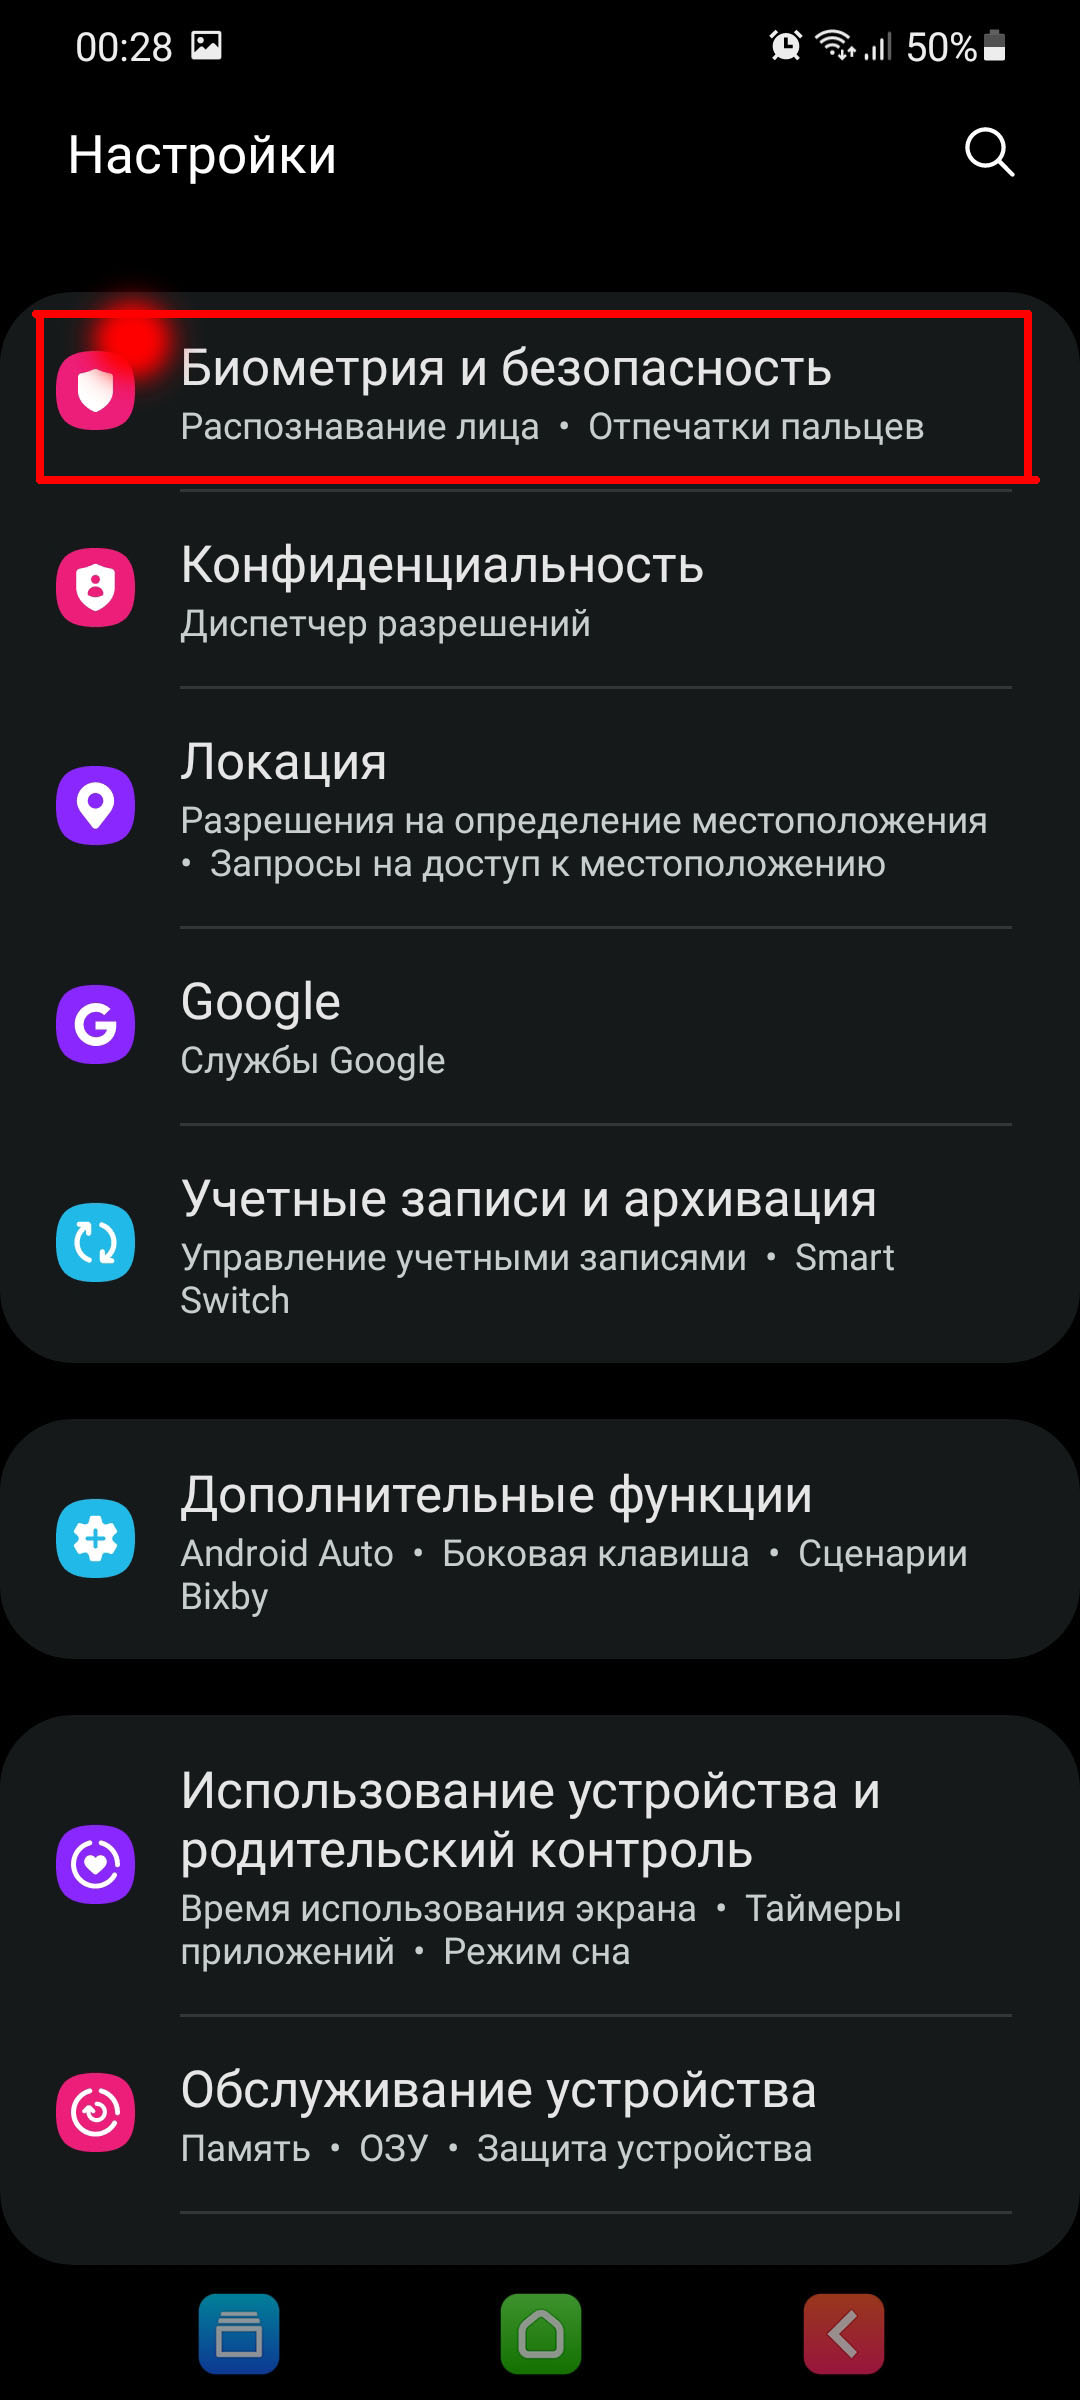 00:28
50%
Настройки
Биометрия и безопасность
Распознавание лица • Отпечатки пальцев
Конфиденциальность
Диспетчер разрешений
Локация
Разрешения на определение местоположения
• Запросы на доступ к местоположению
Google
Службы Google
Учетные записи и архивация
Управление учетными записями • Smart
Switch
Дополнительные функции
Android Auto • Боковая клавиша • Сценарии
Bixby
Использование устройства и
родительский контроль
Время использования экрана • Таймеры
приложений • Режим сна
Обслуживание устройства
Память • ОЗУ • Защита устройства